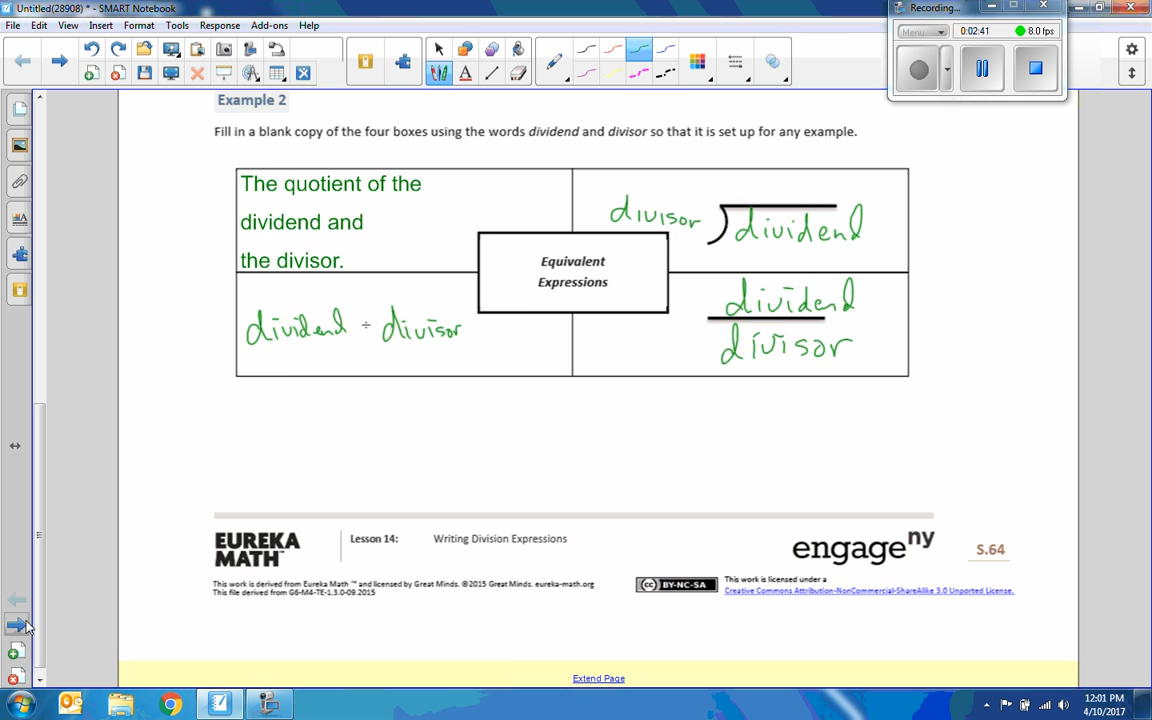 Untitled(28908) * - SMART Notebook
File Edit View Insert Format Tools Response Add-ons Help
Recording...
Menu
0:02:41 8.0 fps
Example 2
Fill in a blank copy of the four boxes using the words dividend and divisor so that it is set up for any example.
The quotient of the
dividend and
the divisor.
divisor dividend
Equivalent
Expressions
dividend ÷ divisor
dividend
divisor
EUREKA
MATH™
Lesson 14: Writing Division Expressions
engageny
S.64
This work is derived from Eureka Math ™ and licensed by Great Minds. ©2015 Great Minds. eureka-math.org
This file derived from G6-M4-TE-1.3.0-09.2015
(cc) BY-NC-SA
This work is licensed under a
Creative Commons Attribution-NonCommercial-ShareAlike 3.0 Unported License.
Extend Page
12:01 PM
4/10/2017